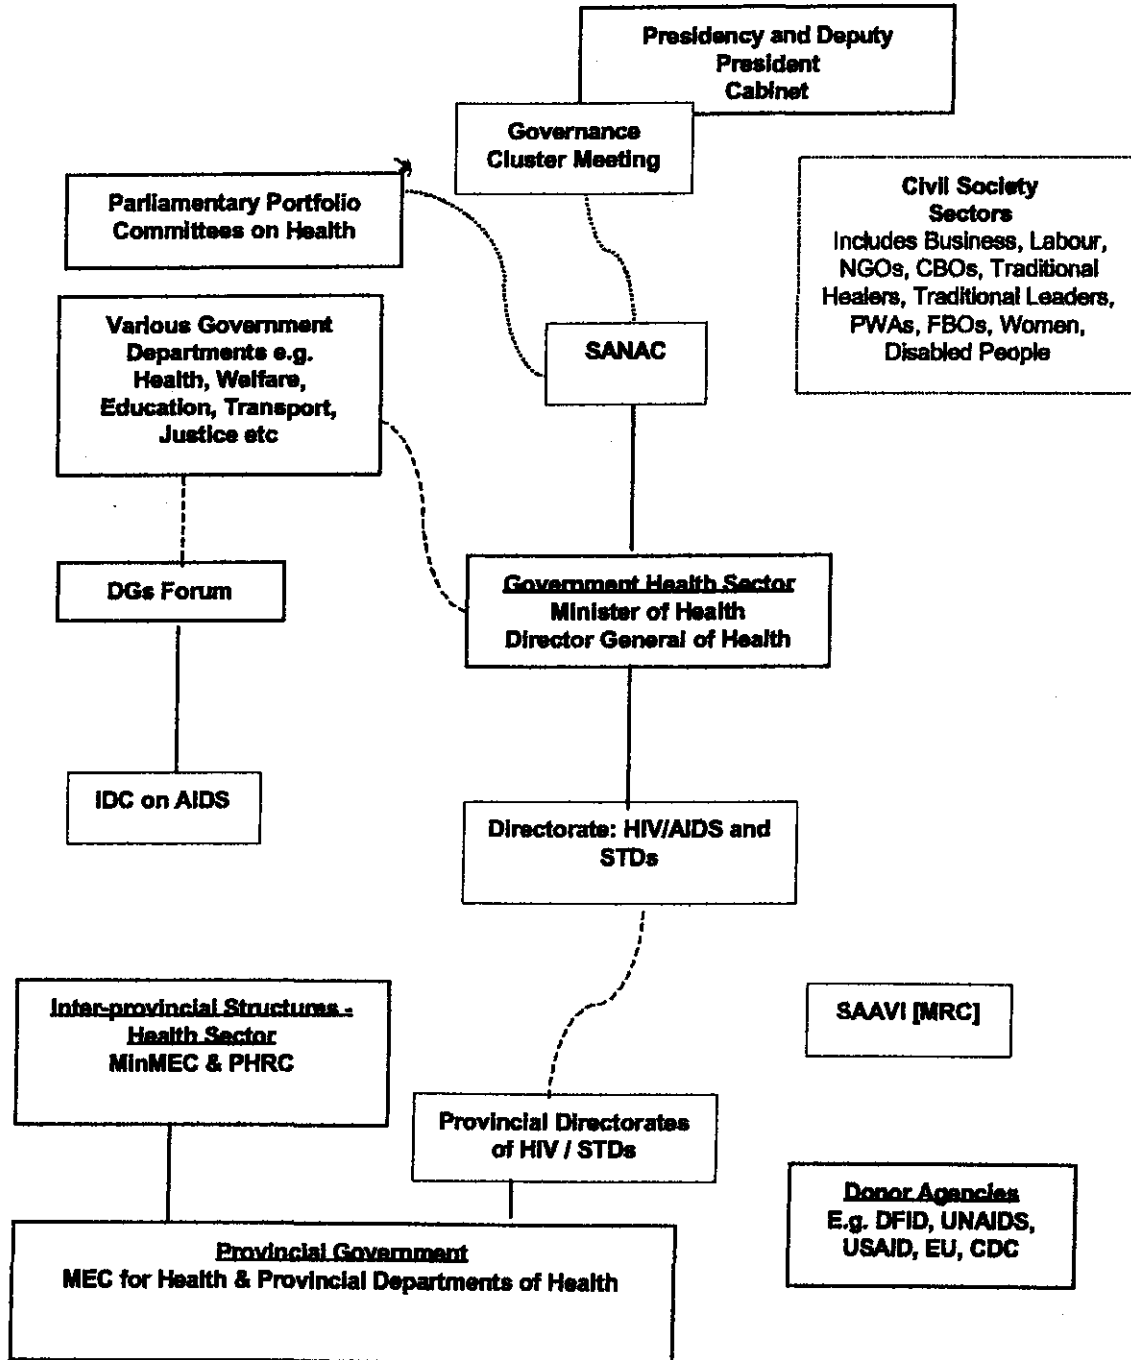 Presidency and Deputy
President
Cabinet
Governance
Cluster Meeting
Parliamentary Portfolio
Committees on Health
Civil Society
Sectors
Includes Business, Labour,
NGOs, CBOs, Traditional
Healers, Traditional Leaders,
PWAs, FBOs, Women,
Disabled People
Various Government
Departments e.g.
Health, Welfare,
Education, Transport,
Justice etc
SANAC
DGs Forum
Government Health Sector
Minister of Health
Director General of Health
IDC on AIDS
Directorate: HIV/AIDS and
STDs
Inter-provincial Structures -
Health Sector
MinMEC & PHRC
SAAVI [MRC]
Provincial Directorates
of HIV / STDs
Donor Agencies
E.g. DFID, UNAIDS,
USAID, EU, CDC
Provincial Government
MEC for Health & Provincial Departments of Health